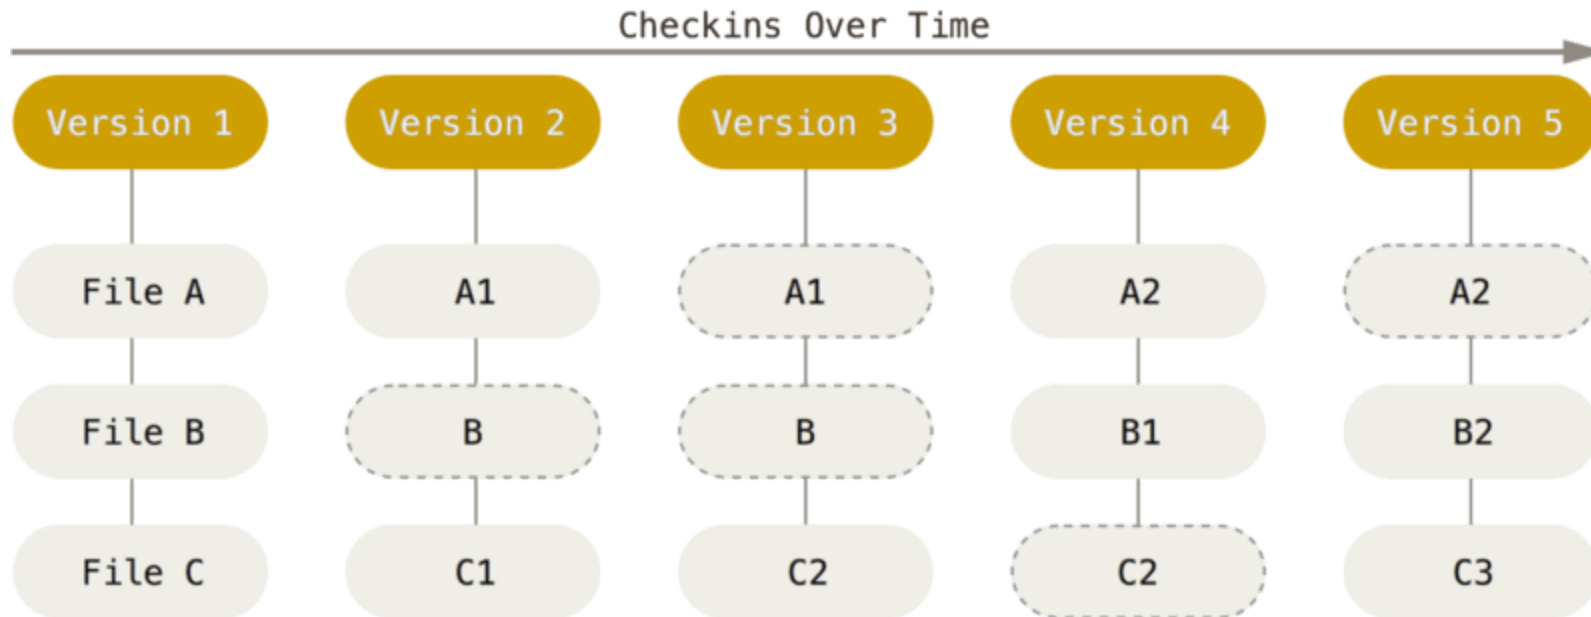 Checkins Over Time
Version 1 Version 2 Version 3 Version 4 Version 5
File A A1 A1 A2 A2
File B B B B1 B2
File C C1 C2 C2 C3